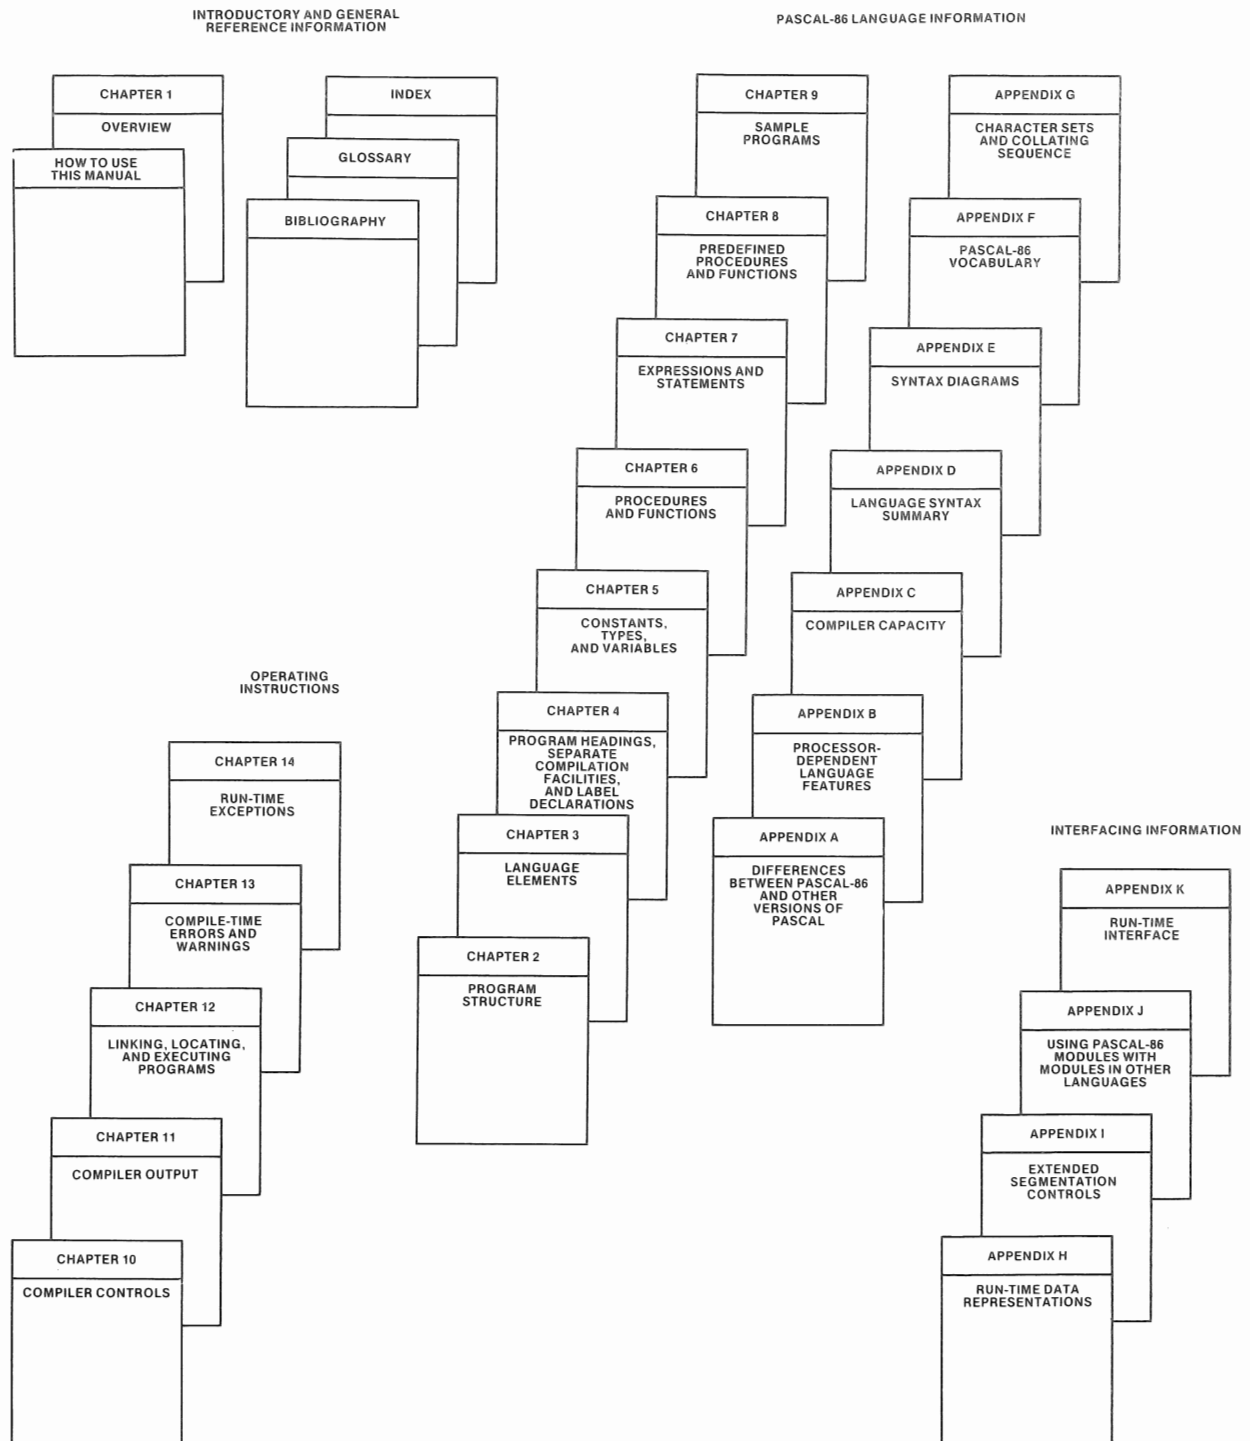 INTRODUCTORY AND GENERAL
REFERENCE INFORMATION
CHAPTER 1
OVERVIEW
HOW TO USE
THIS MANUAL
INDEX
GLOSSARY
BIBLIOGRAPHY
PASCAL-86 LANGUAGE INFORMATION
CHAPTER 9
SAMPLE
PROGRAMS
CHAPTER 8
PREDEFINED
PROCEDURES
AND FUNCTIONS
CHAPTER 7
EXPRESSIONS AND
STATEMENTS
CHAPTER 6
PROCEDURES
AND FUNCTIONS
CHAPTER 5
CONSTANTS,
TYPES,
AND VARIABLES
CHAPTER 4
PROGRAM HEADINGS,
SEPARATE
COMPILATION
FACILITIES,
AND LABEL
DECLARATIONS
CHAPTER 3
LANGUAGE
ELEMENTS
CHAPTER 2
PROGRAM
STRUCTURE
APPENDIX G
CHARACTER SETS
AND COLLATING
SEQUENCE
APPENDIX F
PASCAL-86
VOCABULARY
APPENDIX E
SYNTAX DIAGRAMS
APPENDIX D
LANGUAGE SYNTAX
SUMMARY
APPENDIX C
COMPILER CAPACITY
APPENDIX B
PROCESSOR-
DEPENDENT
LANGUAGE
FEATURES
APPENDIX A
DIFFERENCES
BETWEEN PASCAL-86
AND OTHER
VERSIONS OF
PASCAL
OPERATING
INSTRUCTIONS
CHAPTER 14
RUN-TIME
EXCEPTIONS
CHAPTER 13
COMPILE-TIME
ERRORS AND
WARNINGS
CHAPTER 12
LINKING, LOCATING,
AND EXECUTING
PROGRAMS
CHAPTER 11
COMPILER OUTPUT
CHAPTER 10
COMPILER CONTROLS
INTERFACING INFORMATION
APPENDIX K
RUN-TIME
INTERFACE
APPENDIX J
USING PASCAL-86
MODULES WITH
MODULES IN OTHER
LANGUAGES
APPENDIX I
EXTENDED
SEGMENTATION
CONTROLS
APPENDIX H
RUN-TIME DATA
REPRESENTATIONS